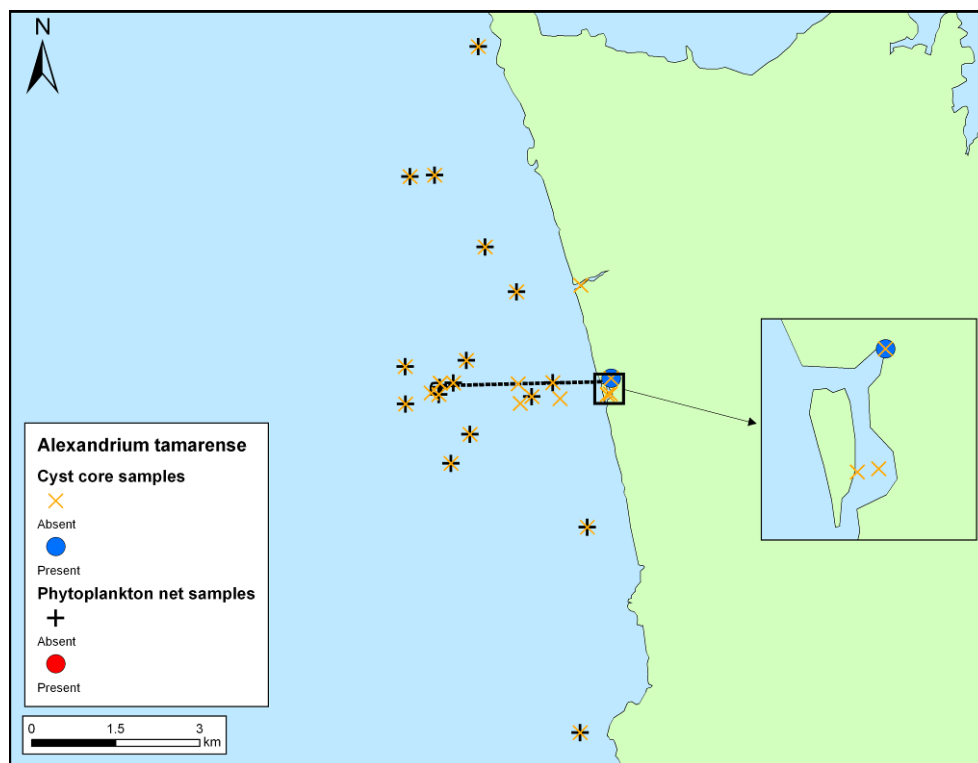 N
Alexandrium tamarense
Cyst core samples
Absent
Present
Phytoplankton net samples
Absent
Present
0 1.5 3
km